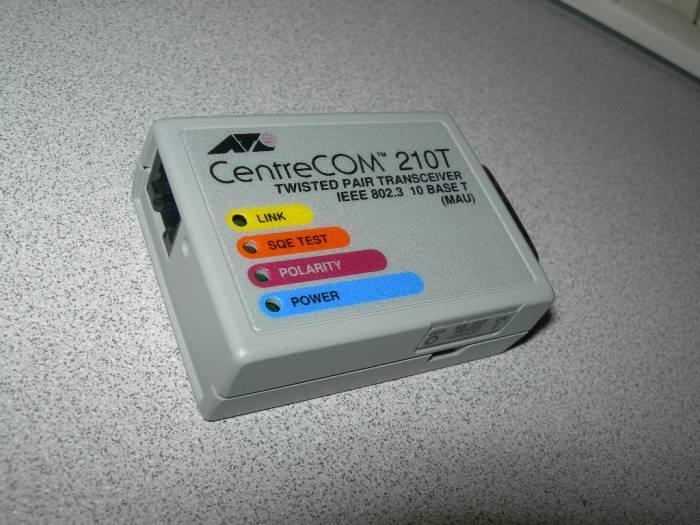 CentreCOM™ 210T
TWISTED PAIR TRANSCEIVER
IEEE 802.3 10 BASE T
(MAU)
LINK
SQE TEST
POLARITY
POWER